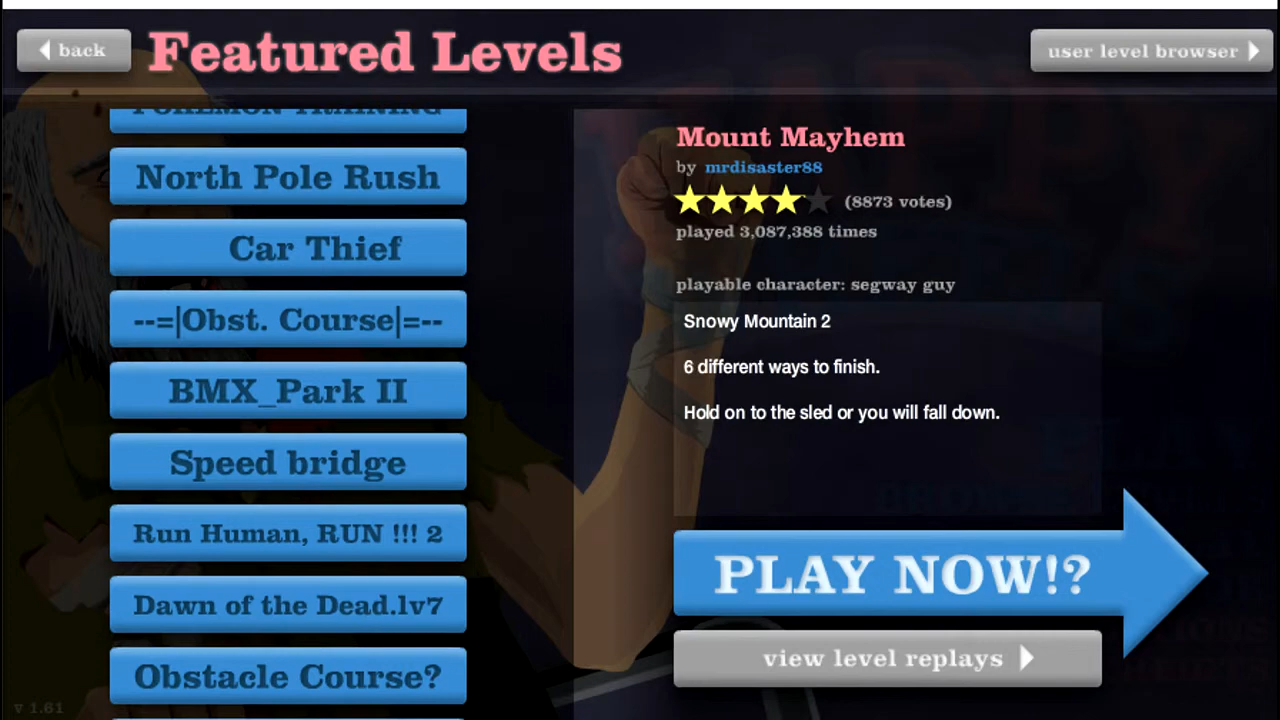 back
Featured Levels
user level browser
POKEMON TRAINING
North Pole Rush
Car Thief
--=|Obst. Course|=--
BMX_Park II
Speed bridge
Run Human, RUN !!! 2
Dawn of the Dead.lv7
Obstacle Course?
v 1.61
Mount Mayhem
by mrdisaster88
(8873 votes)
played 3,087,388 times
playable character: segway guy
Snowy Mountain 2
6 different ways to finish.
Hold on to the sled or you will fall down.
PLAY NOW!?
view level replays